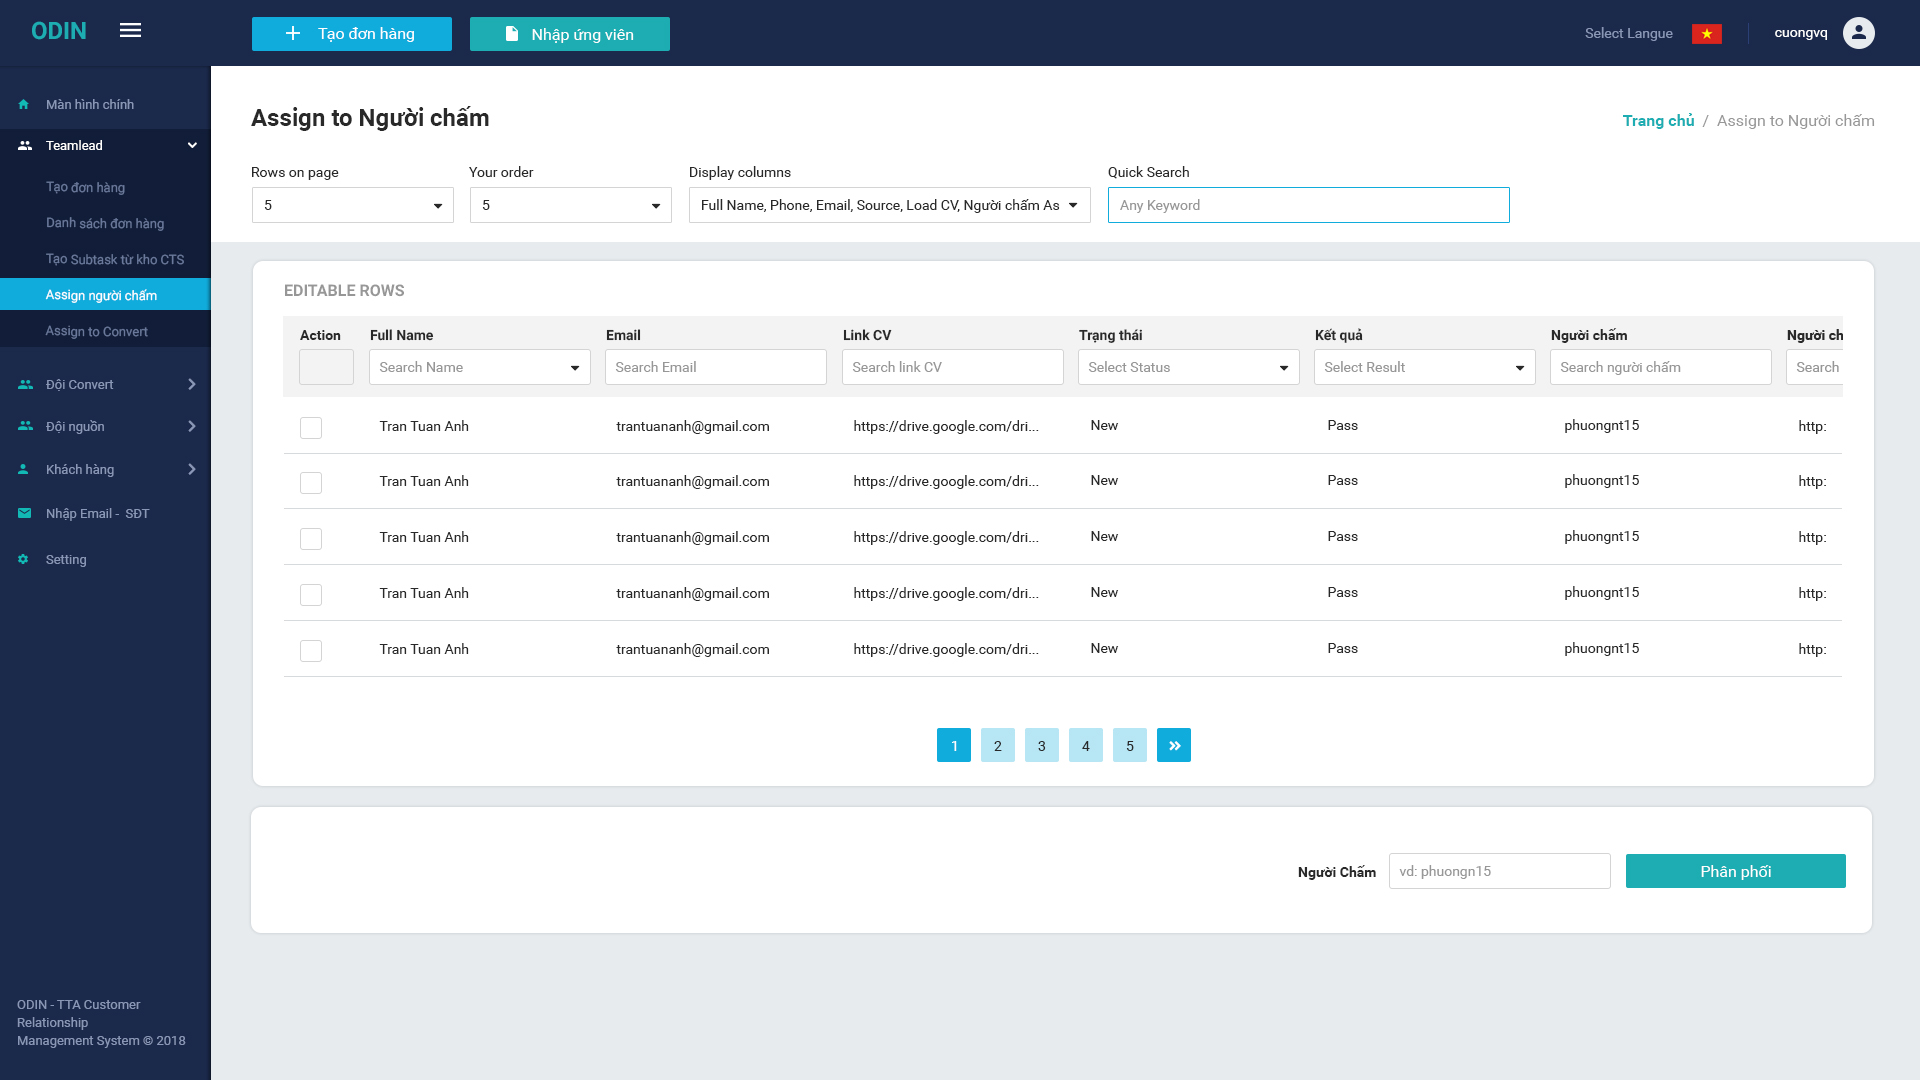 ODIN
Tạo đơn hàng
Nhập ứng viên
Select Langue
cuongvq
Màn hình chính
Teamlead
Tạo đơn hàng
Danh sách đơn hàng
Tạo Subtask từ kho CTS
Assign người chấm
Assign to Convert
Đội Convert
Đội nguồn
Khách hàng
Nhập Email - SĐT
Setting
ODIN - TTA Customer
Relationship
Management System © 2018
Assign to Người chấm
Trang chủ / Assign to Người chấm
Rows on page
Your order
Display columns
Quick Search
5
5
Full Name, Phone, Email, Source, Load CV, Người chấm As
Any Keyword
EDITABLE ROWS
Action Full Name Email Link CV Trạng thái Kết quả Người chấm Người ch
Search Name Search Email Search link CV Select Status Select Result Search người chấm Search
Tran Tuan Anh trantuananh@gmail.com https://drive.google.com/dri... New Pass phuongnt15 http:
Tran Tuan Anh trantuananh@gmail.com https://drive.google.com/dri... New Pass phuongnt15 http:
Tran Tuan Anh trantuananh@gmail.com https://drive.google.com/dri... New Pass phuongnt15 http:
Tran Tuan Anh trantuananh@gmail.com https://drive.google.com/dri... New Pass phuongnt15 http:
Tran Tuan Anh trantuananh@gmail.com https://drive.google.com/dri... New Pass phuongnt15 http:
1 2 3 4 5 »
Người Chấm vd: phuongn15 Phân phối